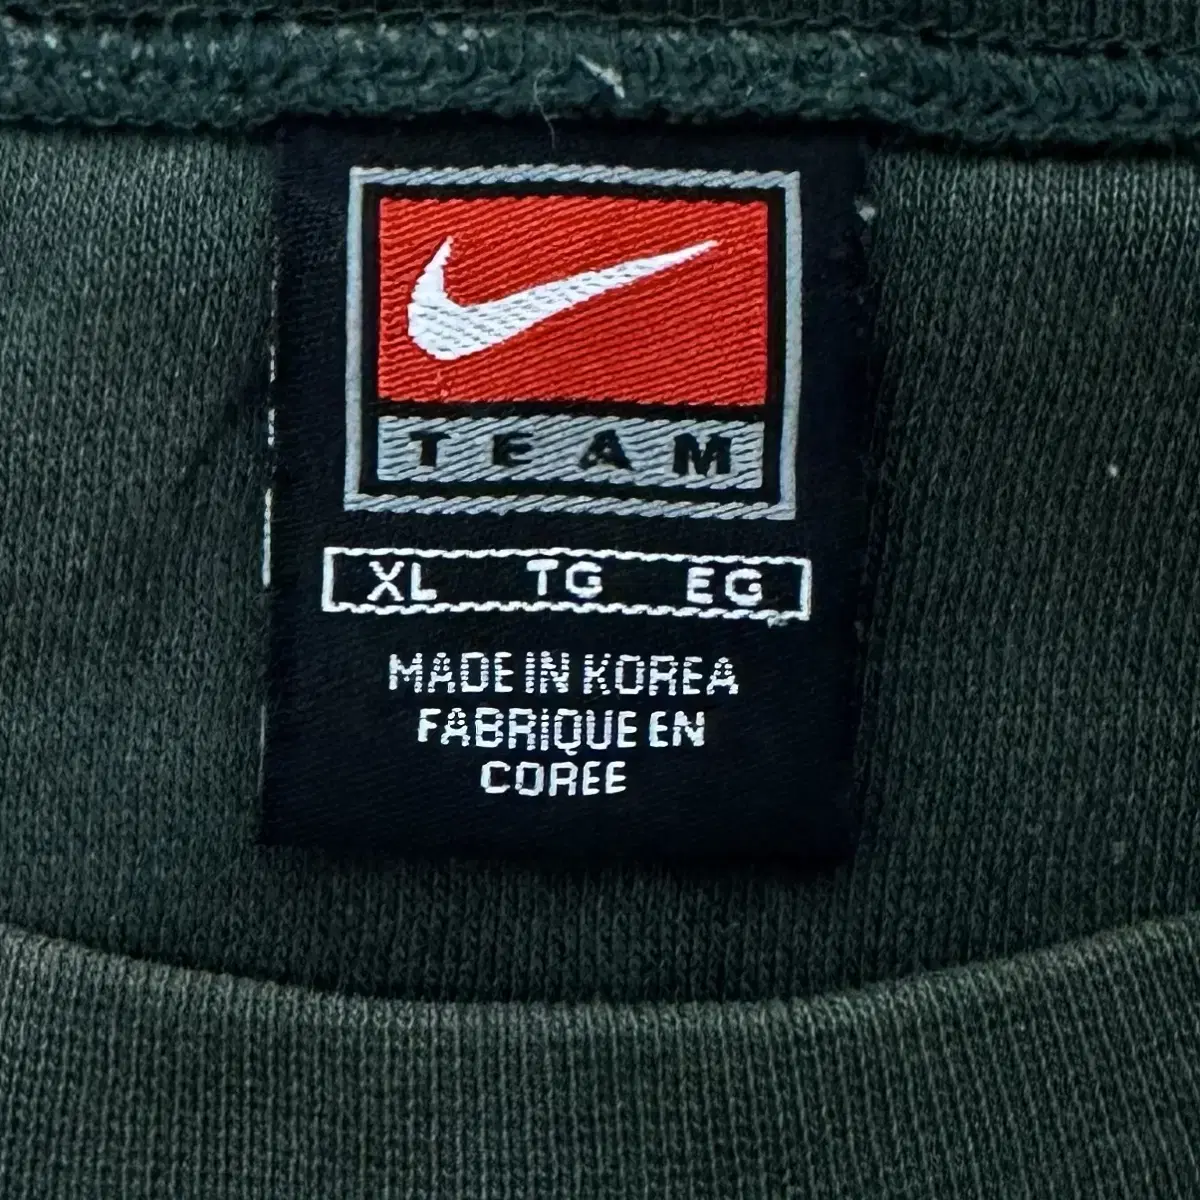 TEAM
XL TG EG
MADE IN KOREA
FABRIQUE EN
COREE